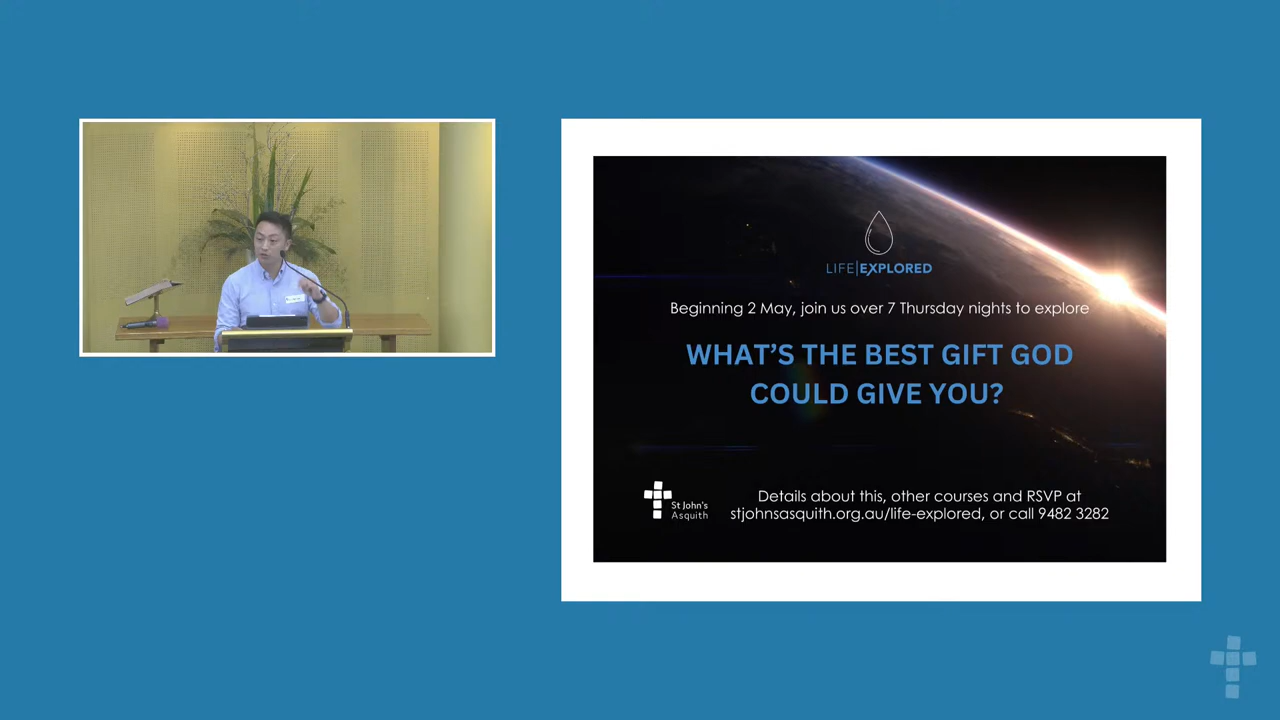 LIFE|EXPLORED
Beginning 2 May, join us over 7 Thursday nights to explore
WHAT'S THE BEST GIFT GOD
COULD GIVE YOU?
St John's
Asquith
Details about this, other courses and RSVP at
stjohnsasquith.org.au/life-explored, or call 9482 3282